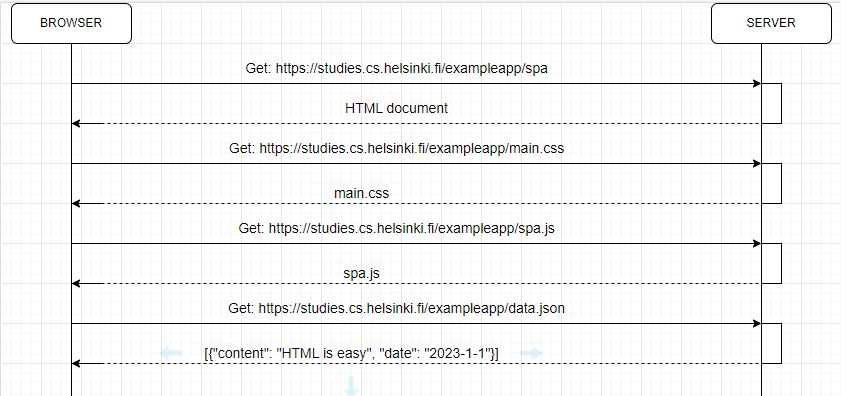 BROWSER
SERVER
Get: https://studies.cs.helsinki.fi/exampleapp/spa
HTML document
Get: https://studies.cs.helsinki.fi/exampleapp/main.css
main.css
Get: https://studies.cs.helsinki.fi/exampleapp/spa.js
spa.js
Get: https://studies.cs.helsinki.fi/exampleapp/data.json
[{"content": "HTML is easy", "date": "2023-1-1"}]